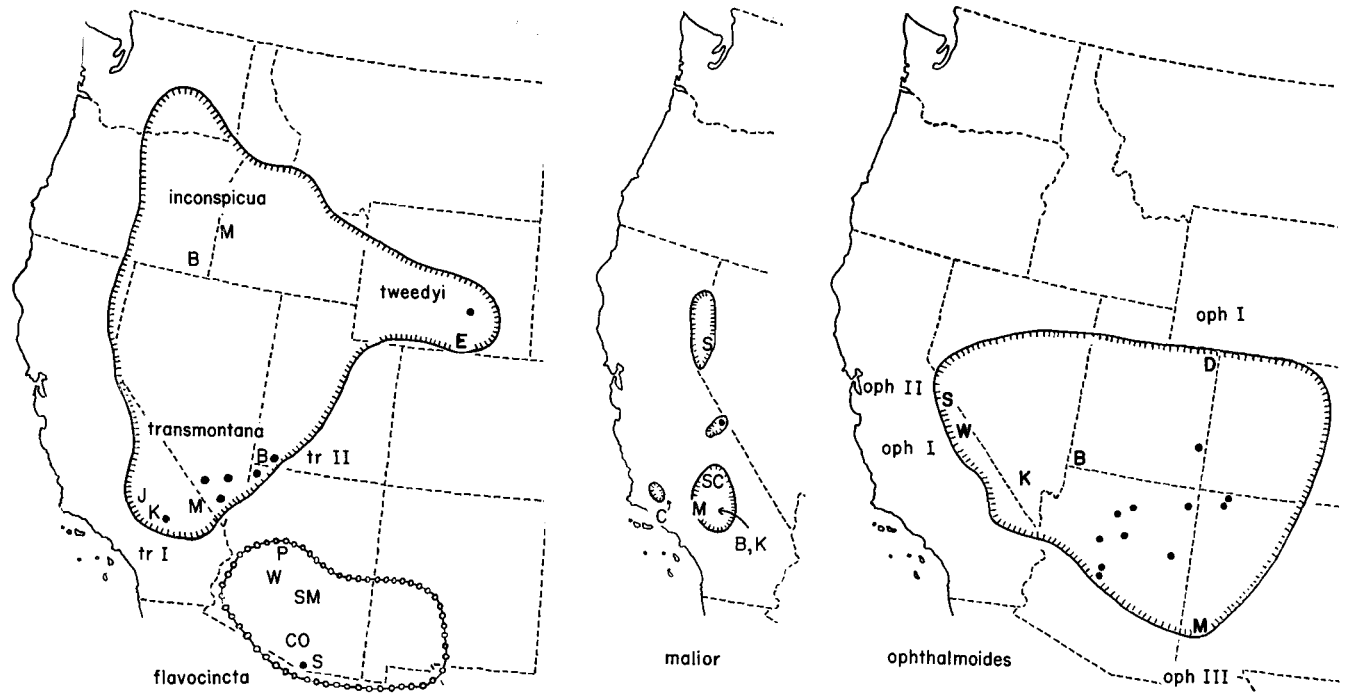 inconspicua
M
B
tweedyi
E
transmontana
B
tr II
J
K
M
tr I
P
W
SM
CO
S
flavocincta
S
SC
C
M
B,K
malior
oph I
D
oph II
S
oph I
W
B
K
M
ophthalmoides
oph III